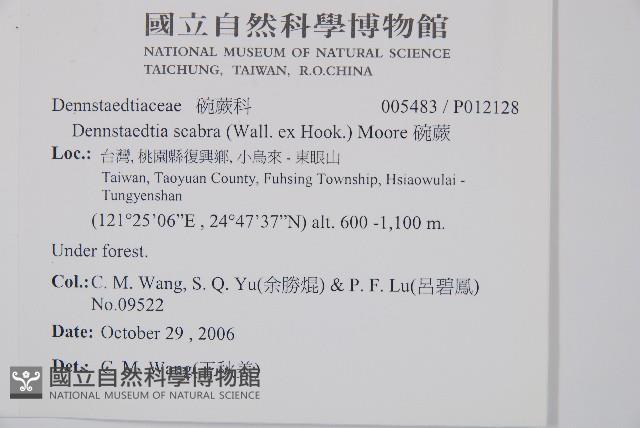 國立自然科學博物館
NATIONAL MUSEUM OF NATURAL SCIENCE
TAICHUNG, TAIWAN, R.O.CHINA
Dennstaedtiaceae 碗蕨科 005483 / P012128
Dennstaedtia scabra (Wall. ex Hook.) Moore 碗蕨
Loc.: 台灣, 桃園縣復興鄉, 小烏來 - 東眼山
Taiwan, Taoyuan County, Fuhsing Township, Hsiaowulai -
Tungyenshan
(121°25'06”E , 24°47'37”N) alt. 600 -1,100 m.
Under forest.
Col.: C. M. Wang, S. Q. Yu(余勝焜) & P. F. Lu(呂碧鳳)
No.09522
Date: October 29 , 2006
Det.: C. M. Wang(王秋美)
國立自然科學博物館
NATIONAL MUSEUM OF NATURAL SCIENCE